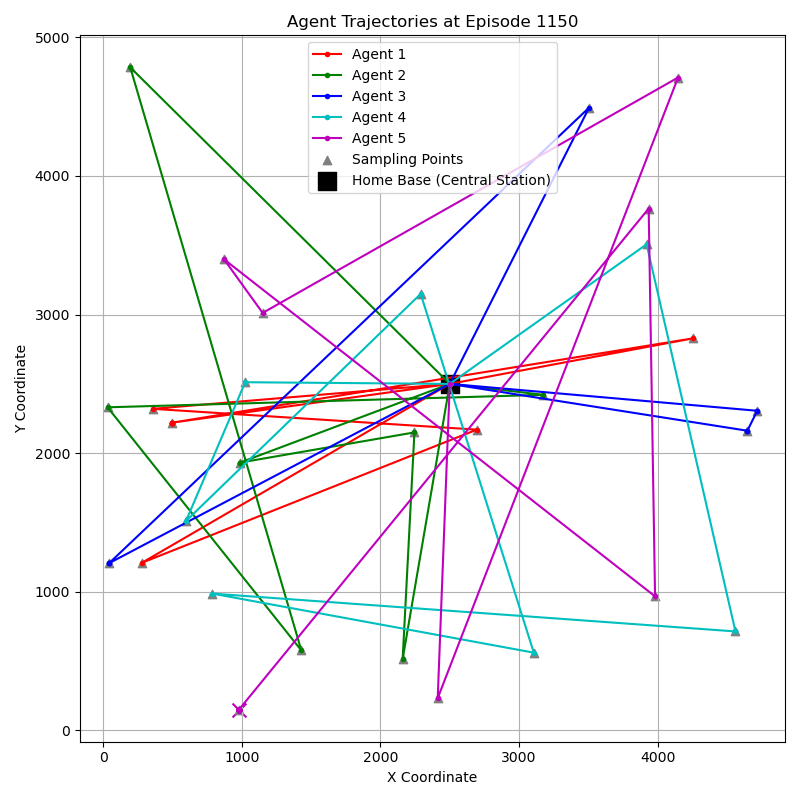 Agent Trajectories at Episode 1150
Agent 1
Agent 2
Agent 3
Agent 4
Agent 5
Sampling Points
Home Base (Central Station)
Y Coordinate
5000
4000
3000
2000
1000
0
0 1000 2000 3000 4000
X Coordinate